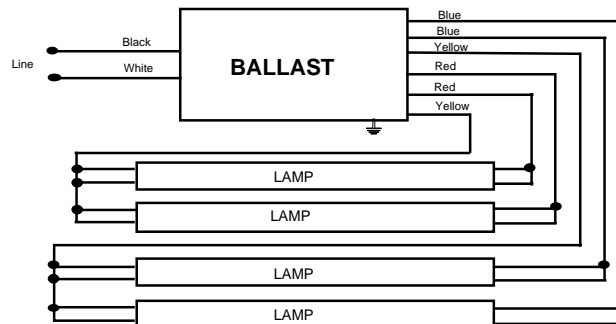 Blue
Blue
Yellow
Red
Red
Yellow
Black
White
Line
BALLAST
LAMP
LAMP
LAMP
LAMP